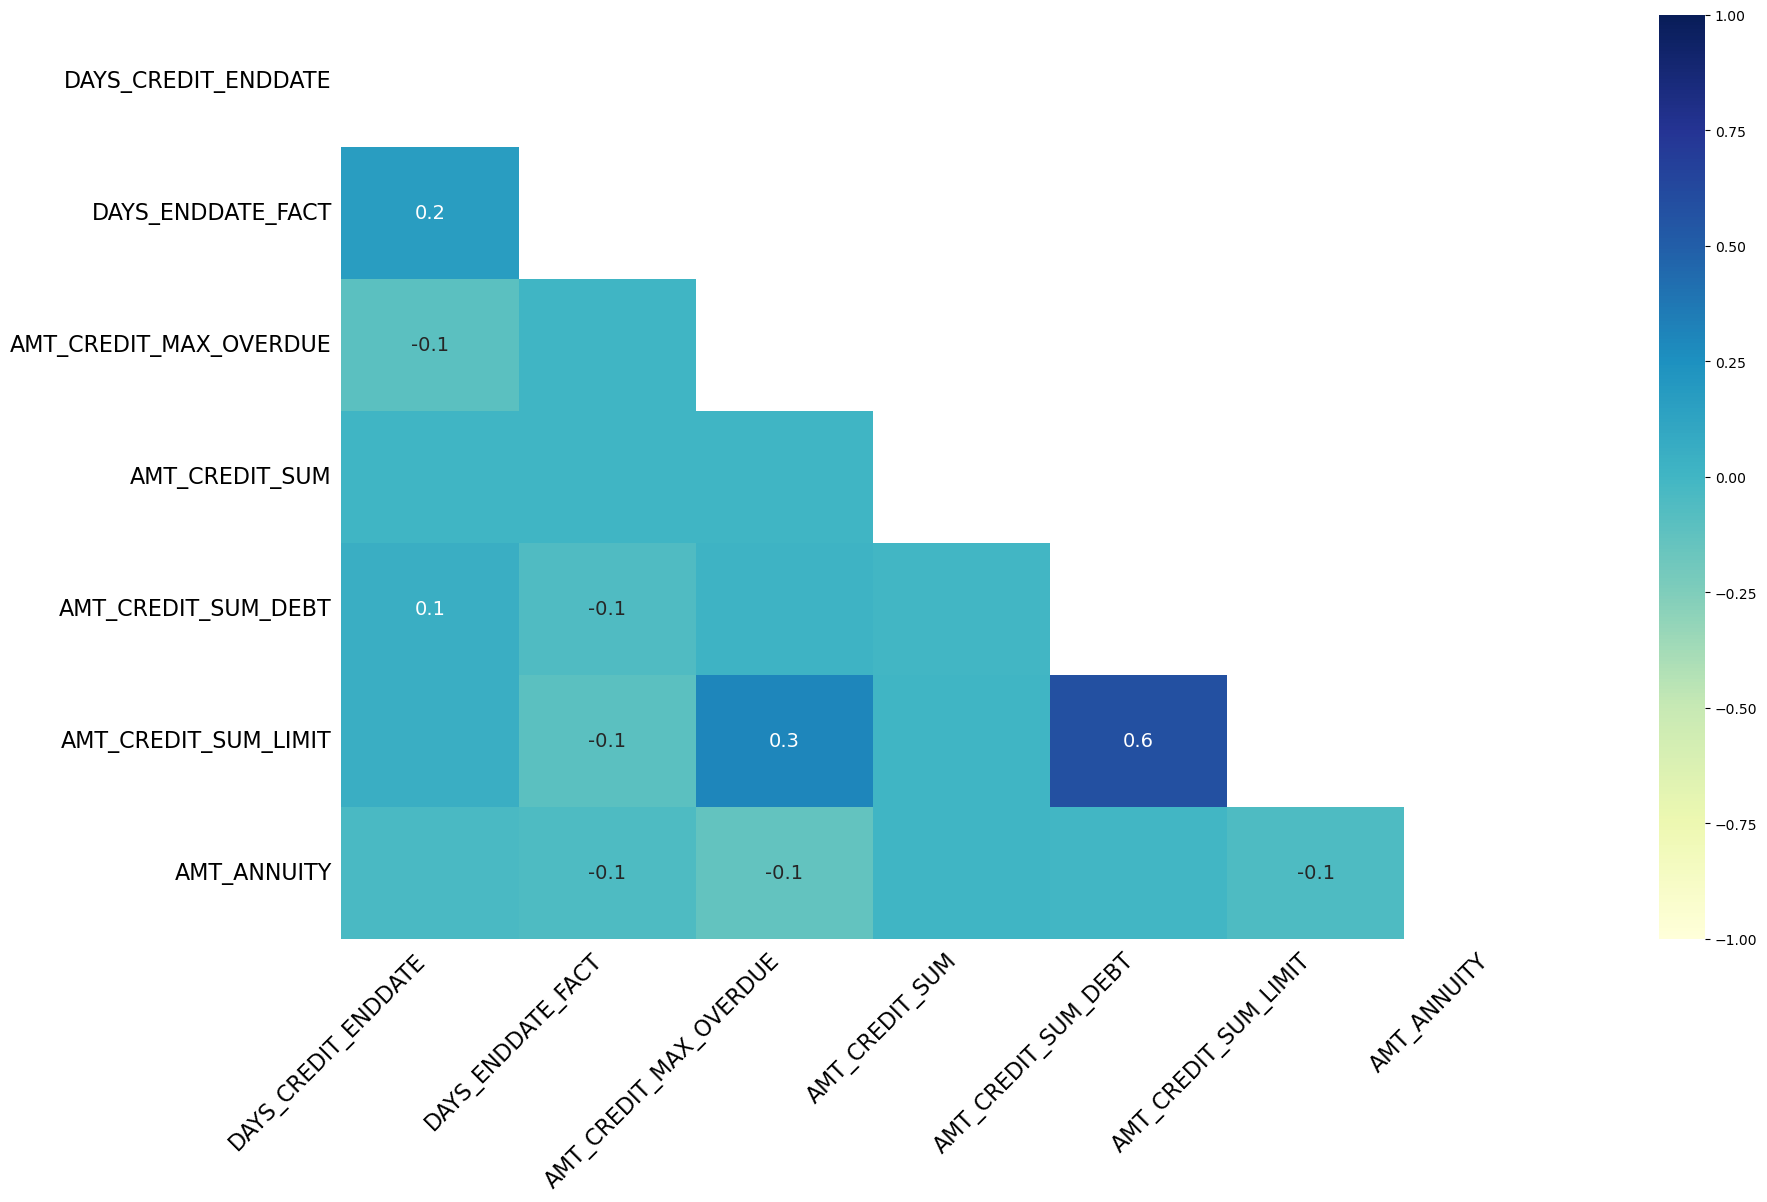 1.00
DAYS_CREDIT_ENDDATE
0.75
DAYS_ENDDATE_FACT 0.2
0.50
AMT_CREDIT_MAX_OVERDUE -0.1
0.25
AMT_CREDIT_SUM
0.00
AMT_CREDIT_SUM_DEBT 0.1 -0.1
−0.25
AMT_CREDIT_SUM_LIMIT -0.1 0.3 0.6
−0.50
−0.75
AMT_ANNUITY -0.1 -0.1 -0.1
−1.00
DAYS_CREDIT_ENDDATE
DAYS_ENDDATE_FACT
AMT_CREDIT_MAX_OVERDUE
AMT_CREDIT_SUM
AMT_CREDIT_SUM_DEBT
AMT_CREDIT_SUM_LIMIT
AMT_ANNUITY